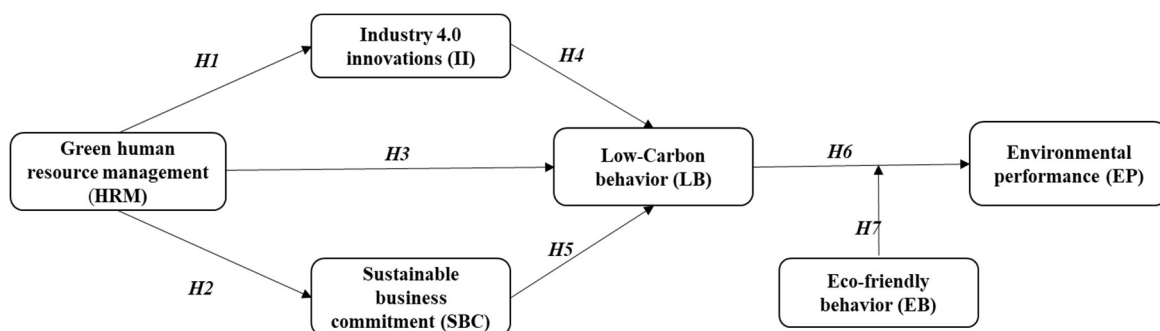 Industry 4.0
innovations (II)
H1
H4
Green human
resource management
(HRM)
H3
Low-Carbon
behavior (LB)
H6
Environmental
performance (EP)
H2
H5
H7
Sustainable
business
commitment (SBC)
Eco-friendly
behavior (EB)